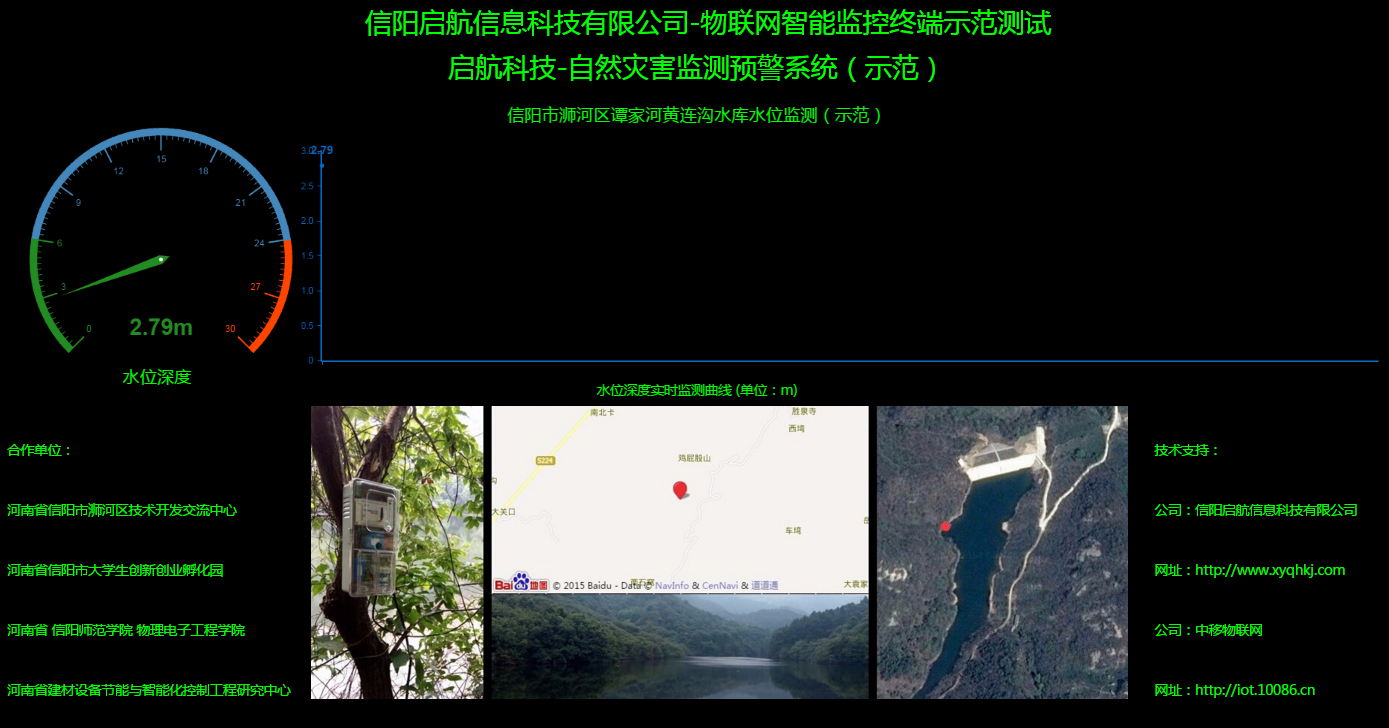 信阳启航信息科技有限公司-物联网智能监控终端示范测试
启航科技-自然灾害监测预警系统（示范）
信阳市浉河区谭家河黄连沟水库水位监测（示范）
0
3
6
9
12
15
18
21
24
27
30
2.79m
水位深度
3.0
2.79
2.5
2.0
1.5
1.0
0.5
0
水位深度实时监测曲线 (单位：m)
合作单位：
河南省信阳市浉河区技术开发交流中心
河南省信阳市大学生创新创业孵化园
河南省 信阳师范学院 物理电子工程学院
河南省建材设备节能与智能化控制工程研究中心
南北卡
胜泉寺
西塆
S224
鸡屁股山
大关口
车塆
大袁家
Bai du 地图
© 2015 Baidu - Data © NavInfo & CenNavi & 道道通
技术支持：
公司：信阳启航信息科技有限公司
网址：http://www.xyqhkj.com
公司：中移物联网
网址：http://iot.10086.cn